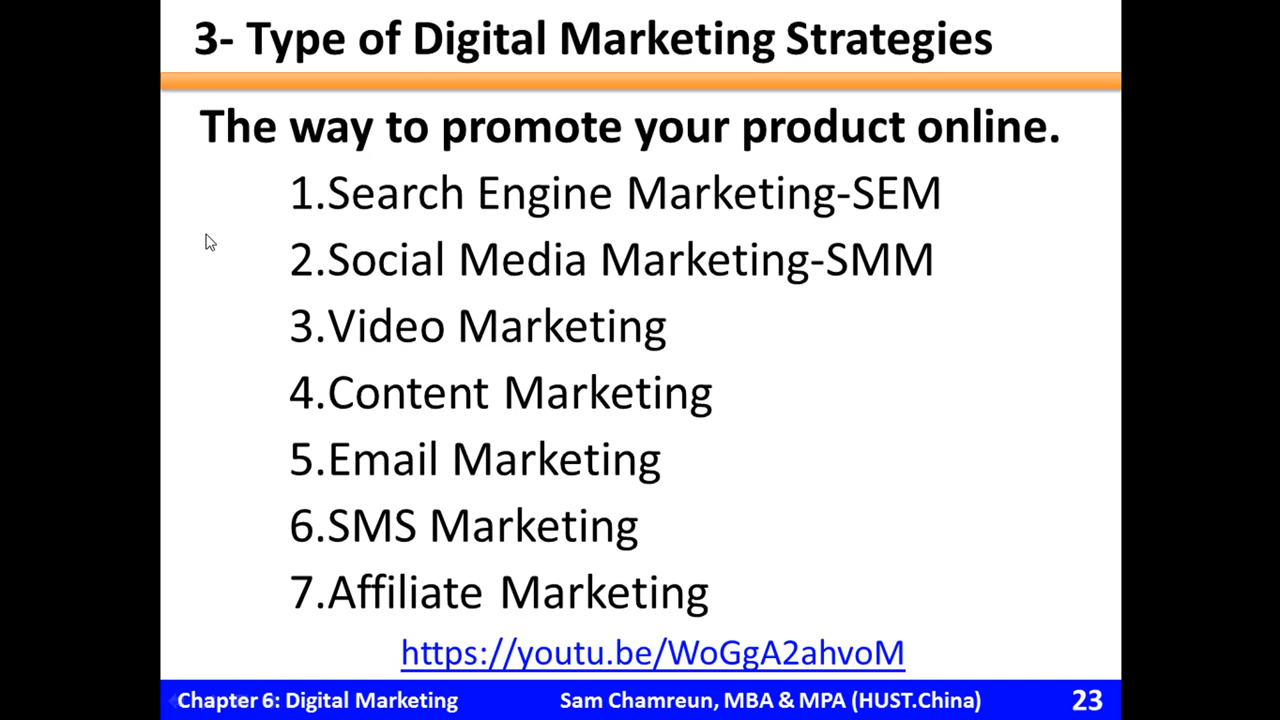 3- Type of Digital Marketing Strategies
The way to promote your product online.
1.Search Engine Marketing-SEM
2.Social Media Marketing-SMM
3.Video Marketing
4.Content Marketing
5.Email Marketing
6.SMS Marketing
7.Affiliate Marketing
https://youtu.be/WoGgA2ahvoM
Chapter 6: Digital Marketing Sam Chamreun, MBA & MPA (HUST.China) 23